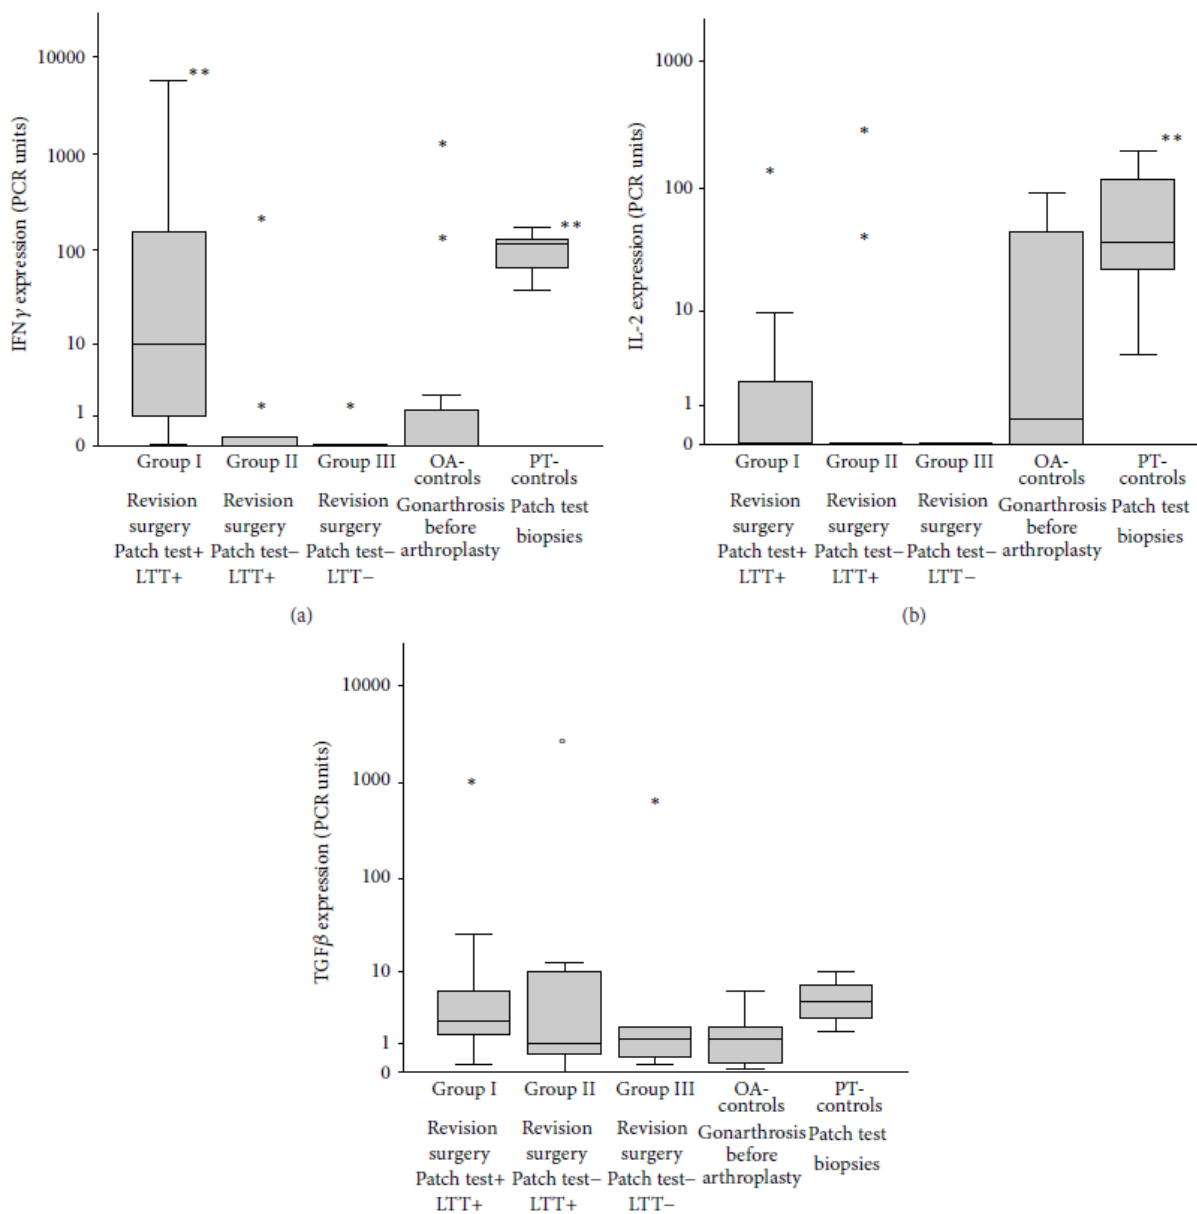 IFNγ expression (PCR units)
10000
1000
100
10
1
0
**
*
*
*
*
*
**
Group I
Revision
surgery
Patch test+
LTT+
Group II
Revision
surgery
Patch test−
LTT+
Group III
Revision
surgery
Patch test−
LTT−
OA-
controls
Gonarthrosis
before
arthroplasty
PT-
controls
Patch test
biopsies
(a)
IL-2 expression (PCR units)
1000
100
10
1
0
*
*
*
**
Group I
Revision
surgery
Patch test+
LTT+
Group II
Revision
surgery
Patch test−
LTT+
Group III
Revision
surgery
Patch test−
LTT−
OA-
controls
Gonarthrosis
before
arthroplasty
PT-
controls
Patch test
biopsies
(b)
TGFβ expression (PCR units)
10000
1000
100
10
1
0
*
*
Group I
Revision
surgery
Patch test+
LTT+
Group II
Revision
surgery
Patch test−
LTT+
Group III
Revision
surgery
Patch test−
LTT−
OA-
controls
Gonarthrosis
before
arthroplasty
PT-
controls
Patch test
biopsies